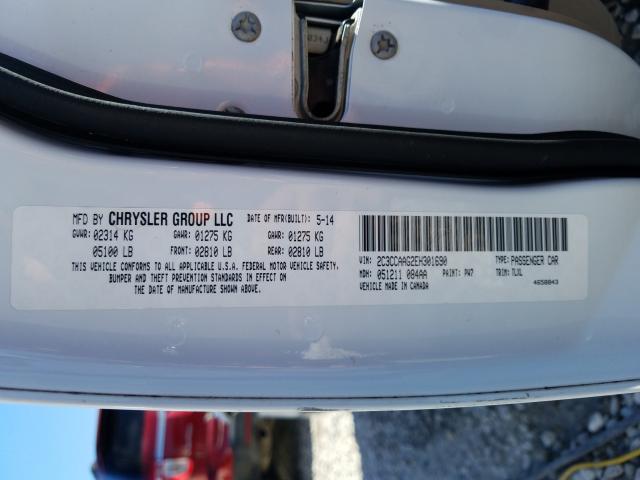 MFD BY CHRYSLER GROUP LLC DATE OF MFR(BUILT): 5-14
GVWR: 02314 KG GAWR: 01275 KG GAWR: 01275 KG
05100 LB FRONT: 02810 LB REAR: 02810 LB
THIS VEHICLE CONFORMS TO ALL APPLICABLE U.S.A. FEDERAL MOTOR VEHICLE SAFETY,
BUMPER AND THEFT PREVENTION STANDARDS IN EFFECT ON
THE DATE OF MANUFACTURE SHOWN ABOVE.
VIN: 2C3CCAAG2EH301690 TYPE: PASSENGER CAR
MDH: 051211 084AA PAINT: PW7 TRIM: TLXL
VEHICLE MADE IN CANADA
4658043